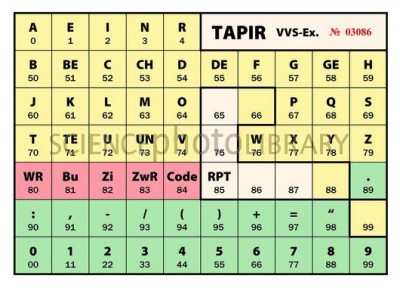 A E I N R TAPIR VVS-Ex. № 03086
0 1 2 3 4
B BE C CH D DE F G GE H
50 51 52 53 54 55 56 57 58 59
J K L M O P Q S
60 61 62 63 64 65 66 67 68 69
SCIENCEphotoLIBRARY
T TE U UN V W X Y Z
70 71 72 73 74 75 76 77 78 79
WR Bu Zi ZwR Code RPT .
80 81 82 83 84 85 86 87 88 89
: , - / ( ) + = “
90 91 92 93 94 95 96 97 98 99
0 1 2 3 4 5 6 7 8 9
00 11 22 33 44 55 66 77 88 99